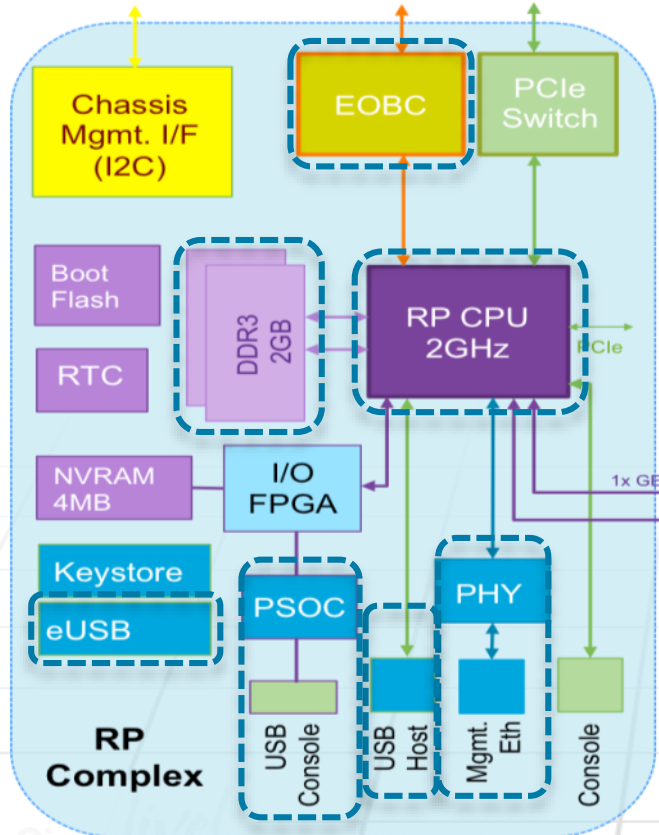 Chassis
Mgmt. I/F
(I2C)
EOBC
PCIe
Switch
Boot
Flash
DDR3
2GB
RP CPU
2GHz
PCIe
RTC
NVRAM
4MB
I/O
FPGA
1x GE
Keystore
eUSB
PSOC
PHY
USB
Console
USB
Host
Mgmt.
Eth
Console
RP
Complex